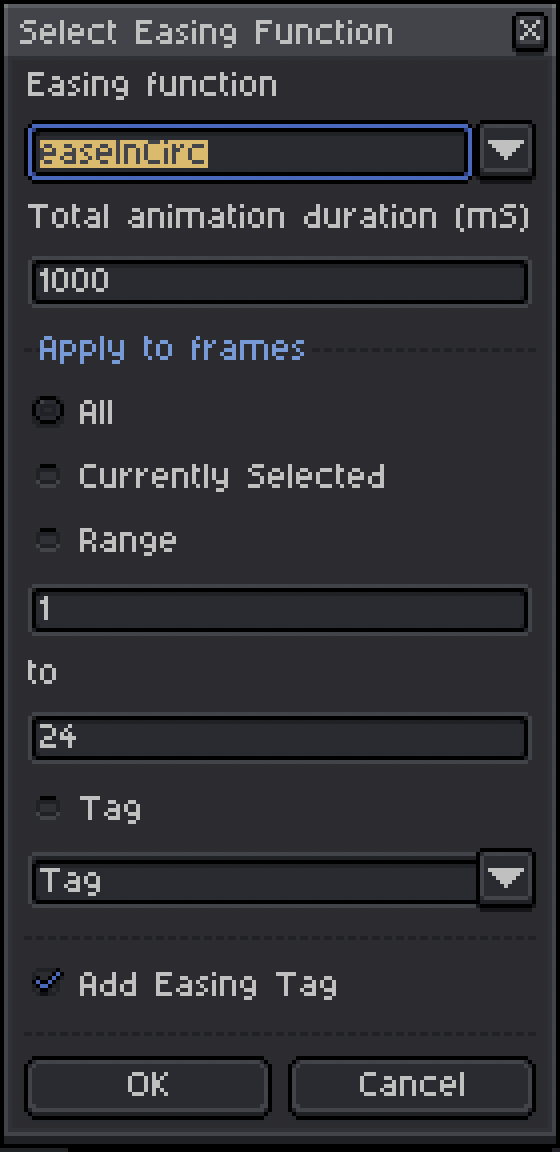 Select Easing Function
Easing function
easeInCirc
Total animation duration (mS)
1000
Apply to frames
All
Currently Selected
Range
1
to
24
Tag
Tag
Add Easing Tag
OK Cancel